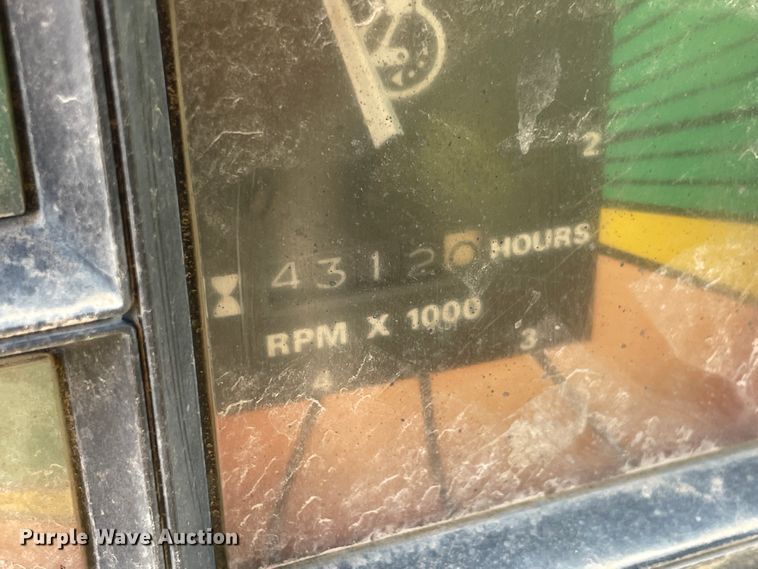 2
4312 HOURS
RPM X 1000
3
4
Purple Wave Auction